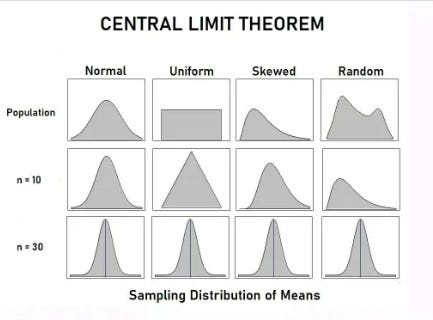 CENTRAL LIMIT THEOREM
Normal Uniform Skewed Random
Population
n = 10
n = 30
Sampling Distribution of Means